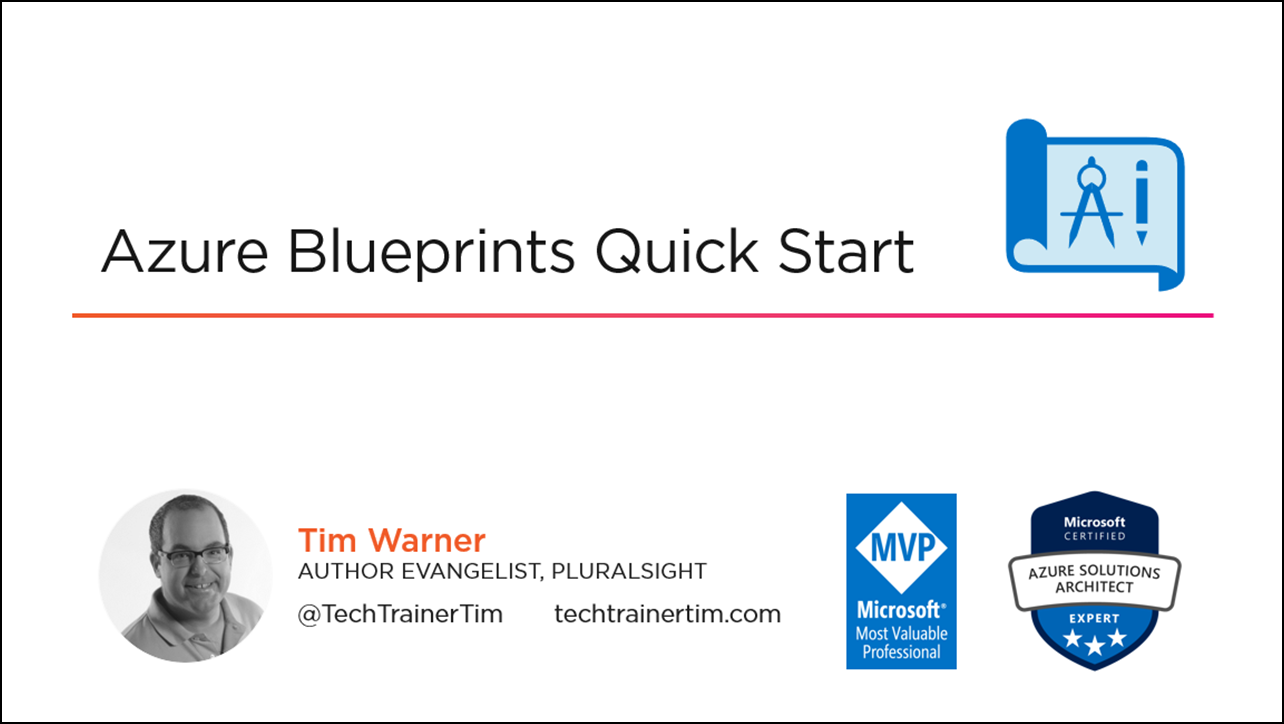 Azure Blueprints Quick Start
Tim Warner
AUTHOR EVANGELIST, PLURALSIGHT
@TechTrainerTim techtrainertim.com
MVP
Microsoft®
Most Valuable
Professional
Microsoft
CERTIFIED
AZURE SOLUTIONS
ARCHITECT
EXPERT